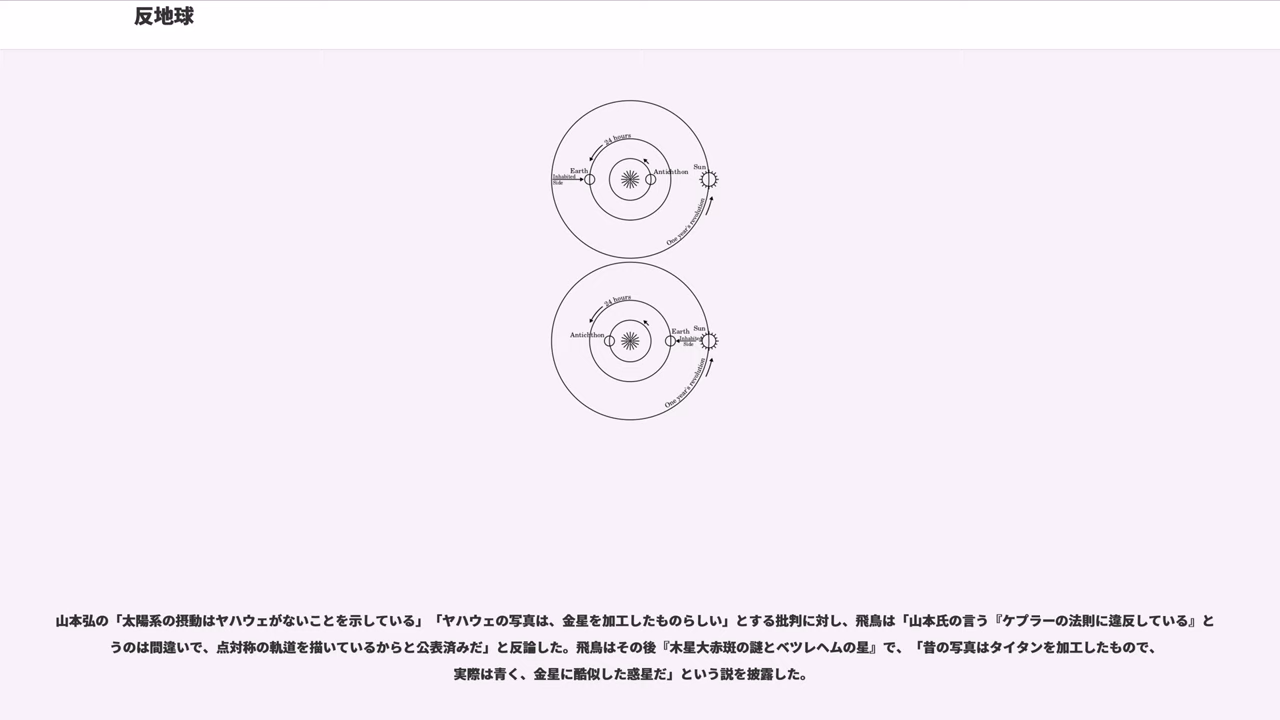 反地球
24 hours
Earth
Antichthon
Sun
Inhabited
Side
One year's revolution
24 hours
Antichthon
Earth
Sun
Inhabited
Side
One year's revolution
山本弘の「太陽系の摂動はヤハウェがないことを示している」「ヤハウェの写真は、金星を加工したものらしい」とする批判に対し、飛鳥は「山本氏の言う『ケプラーの法則に違反している』と
うのは間違いで、点対称の軌道を描いているからと公表済みだ」と反論した。飛鳥はその後『木星大赤斑の謎とベツレヘムの星』で、「昔の写真はタイタンを加工したもので、
実際は青く、金星に酷似した惑星だ」という説を披露した。